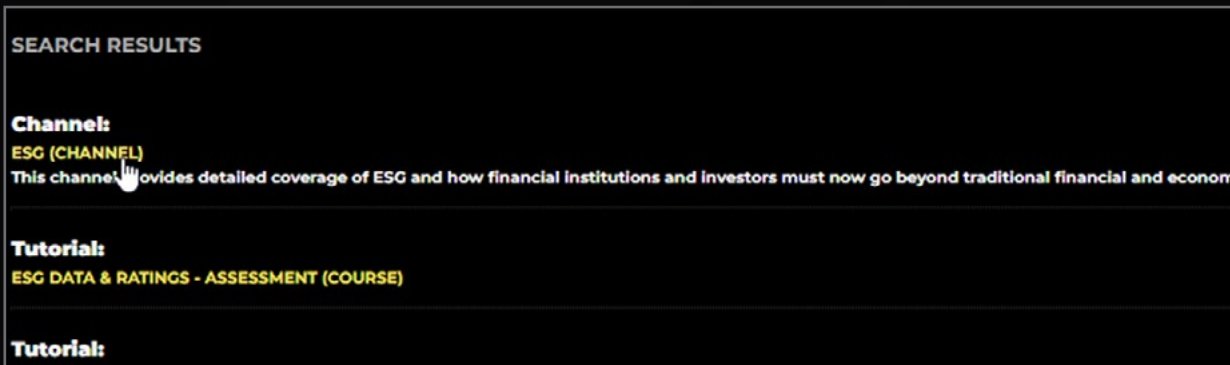 SEARCH RESULTS
Channel:
ESG (CHANNEL)
This channel ovides detailed coverage of ESG and how financial institutions and investors must now go beyond traditional financial and econom
Tutorial:
ESG DATA & RATINGS - ASSESSMENT (COURSE)
Tutorial: